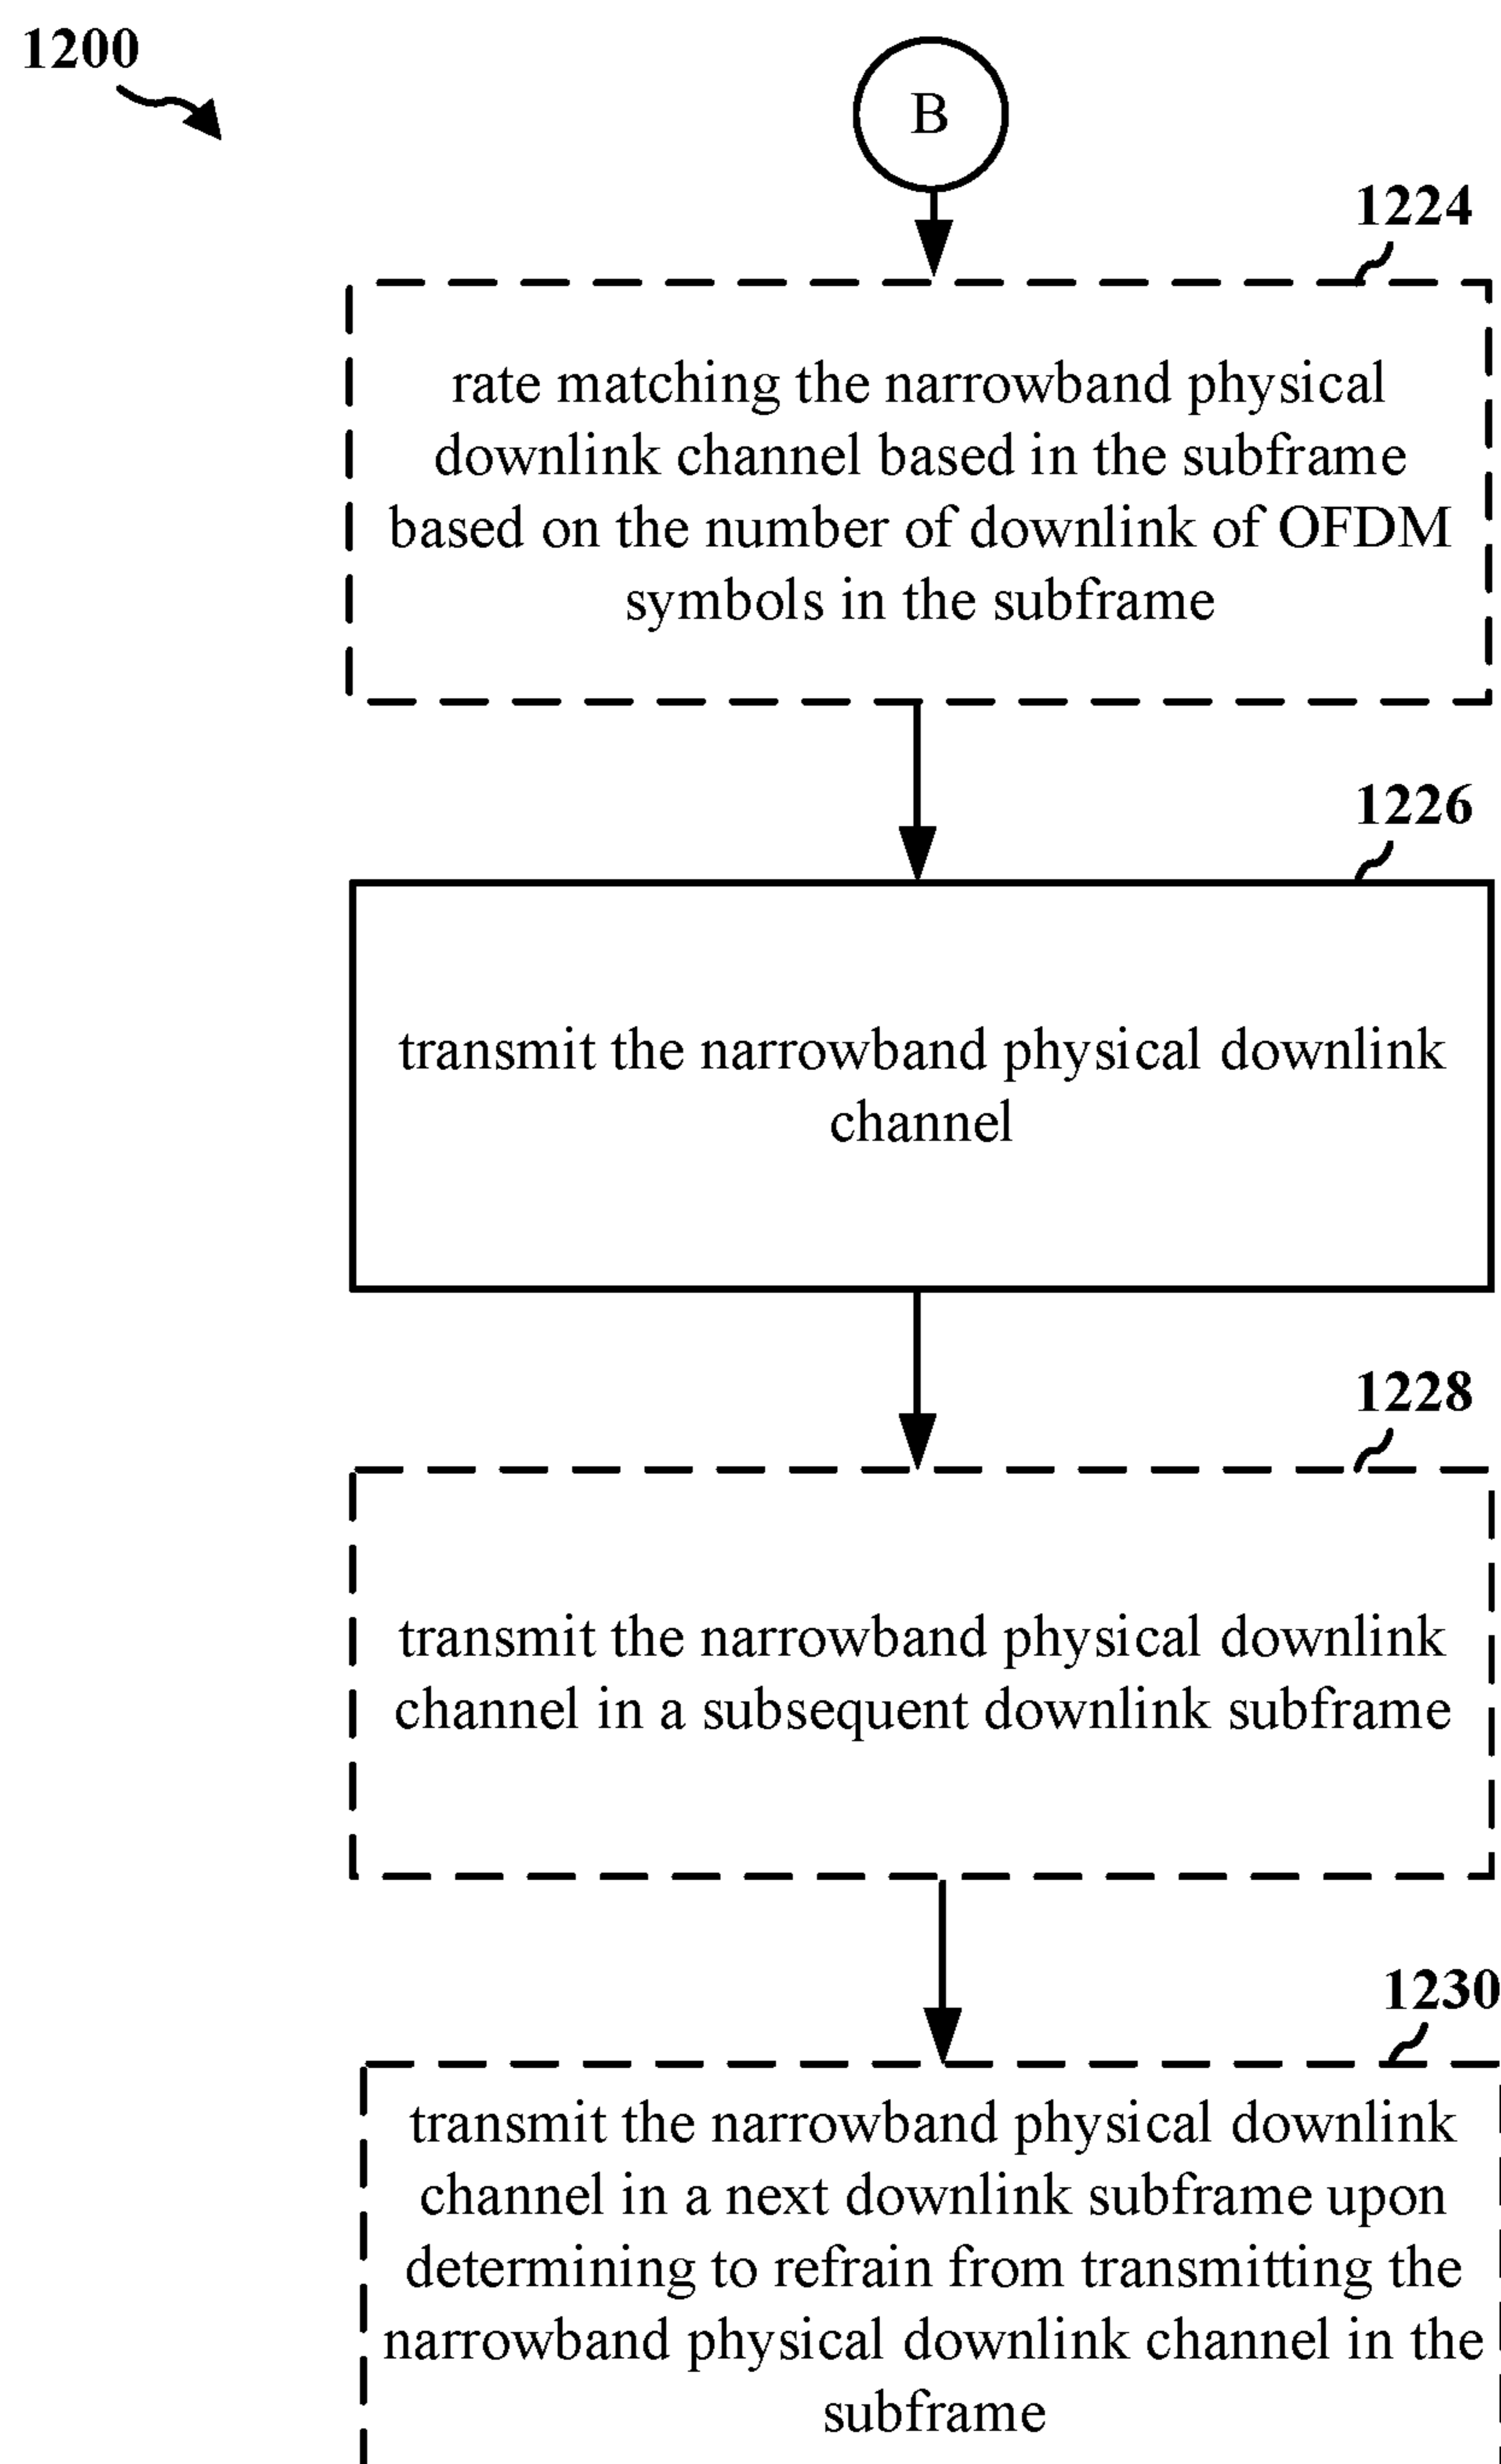 1200
B
1224
rate matching the narrowband physical
downlink channel based in the subframe
based on the number of downlink of OFDM
symbols in the subframe
1226
transmit the narrowband physical downlink
channel
1228
transmit the narrowband physical downlink
channel in a subsequent downlink subframe
1230
transmit the narrowband physical downlink
channel in a next downlink subframe upon
determining to refrain from transmitting the
narrowband physical downlink channel in the
subframe